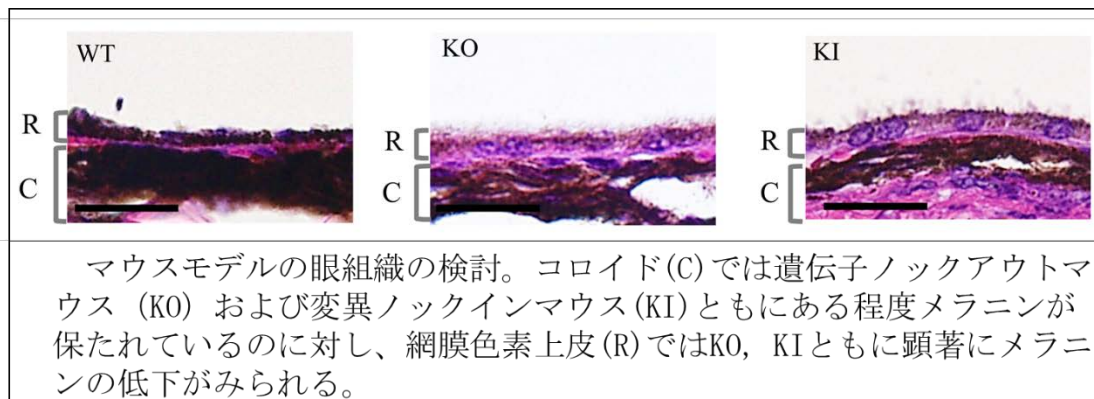 WT
KO
KI
R
C
R
C
R
C
マウスモデルの眼組織の検討。コロイド(C)では遺伝子ノックアウトマ
ウス (KO) および変異ノックインマウス(KI)ともにある程度メラニンが
保たれているのに対し、網膜色素上皮(R)ではKO, KIともに顕著にメラニ
ンの低下がみられる。